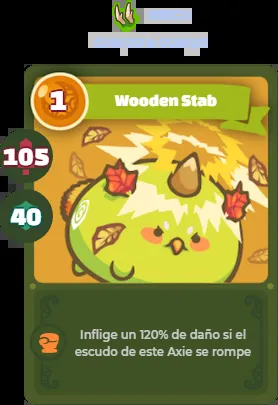 1
Wooden Stab
105
40
Inflige un 120% de daño si el
escudo de este Axie se rompe